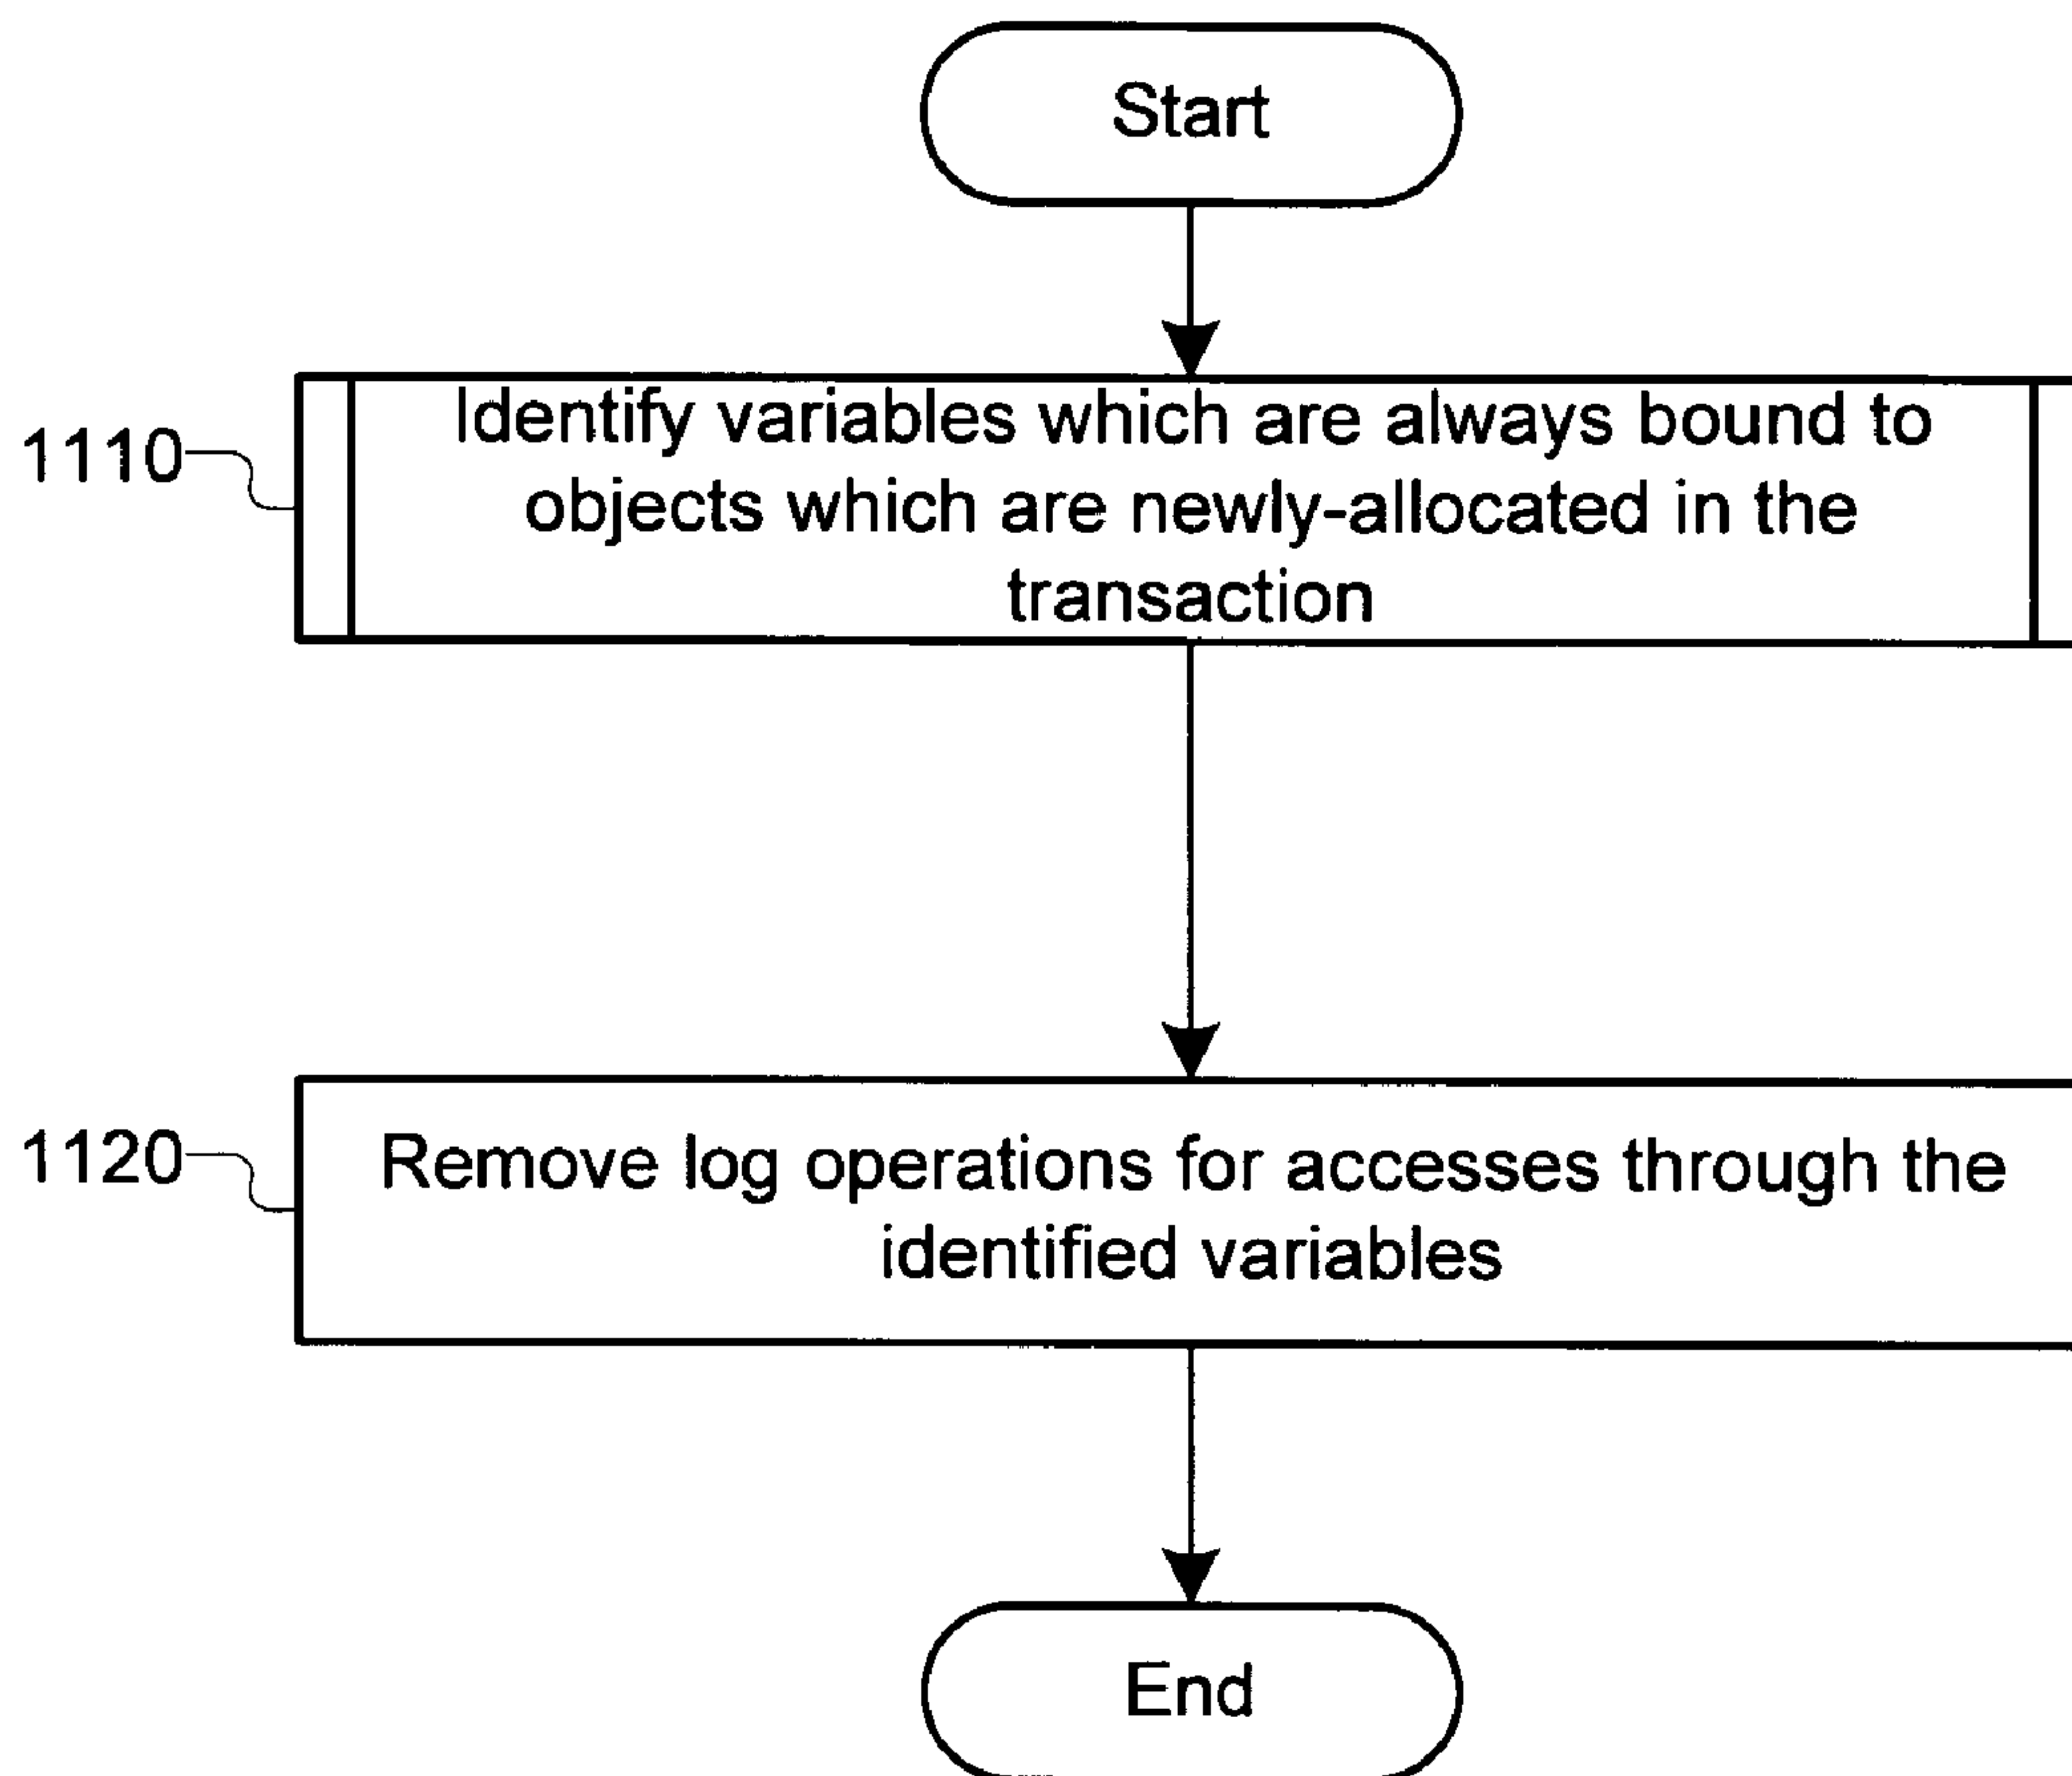 Start
1110
Identify variables which are always bound to
objects which are newly-allocated in the
transaction
1120
Remove log operations for accesses through the
identified variables
End